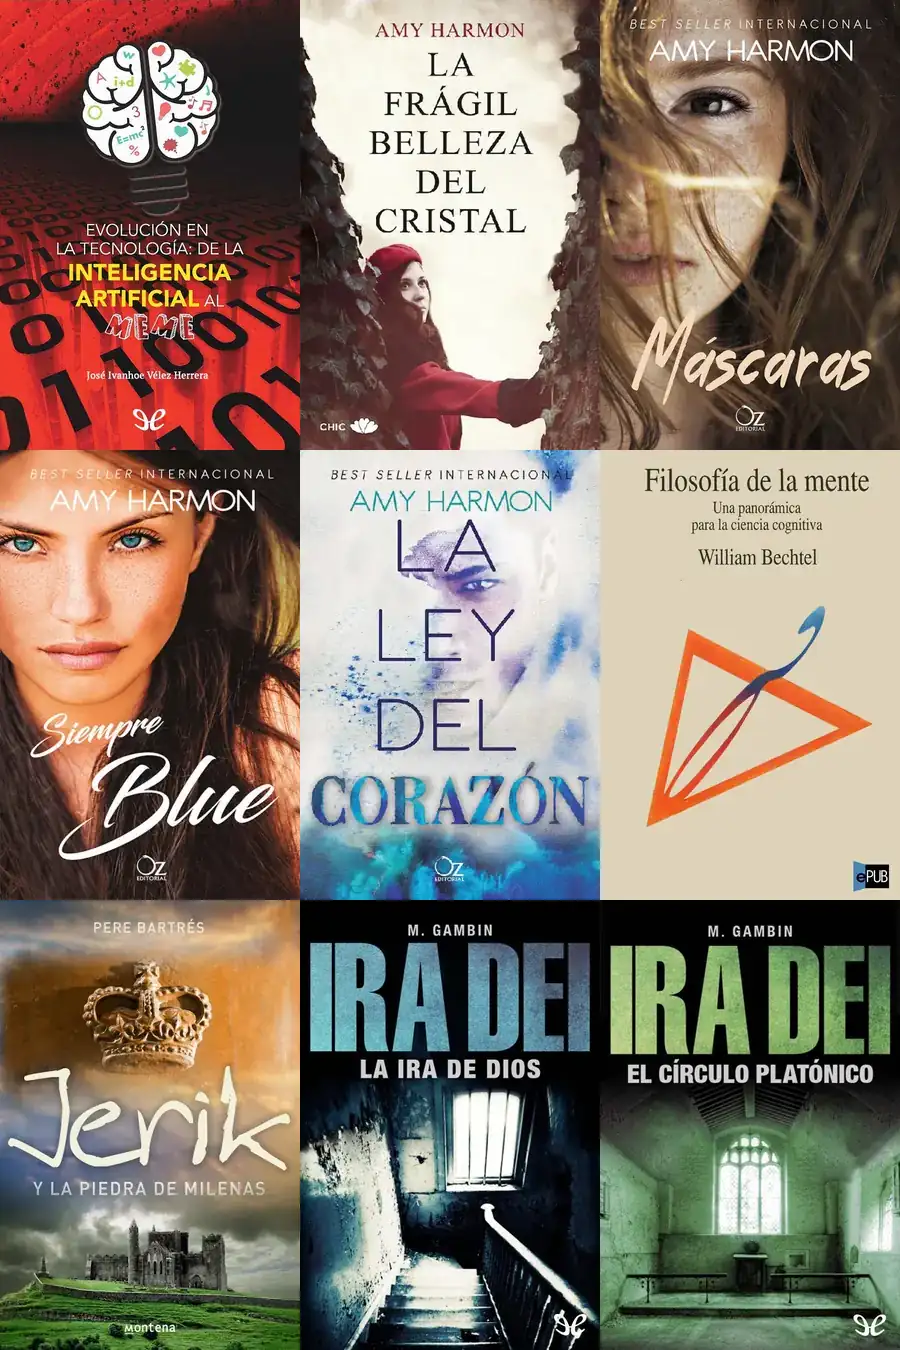 A
w
i+d
3
E=mc²
%
EVOLUCIÓN EN
LA TECNOLOGÍA: DE LA
INTELIGENCIA
ARTIFICIAL AL
MEME
José Ivanhoe Vélez Herrera
AMY HARMON
LA
FRÁGIL
BELLEZA
DEL
CRISTAL
CHIC
BEST SELLER INTERNACIONAL
AMY HARMON
Máscaras
OZ
EDITORIAL
BEST SELLER INTERNACIONAL
AMY HARMON
Siempre
Blue
OZ
EDITORIAL
BEST SELLER INTERNACIONAL
AMY HARMON
LA
LEY
DEL
CORAZÓN
OZ
EDITORIAL
Filosofía de la mente
Una panorámica
para la ciencia cognitiva
William Bechtel
ePUB
PERE BARTRÉS
Jerik
Y LA PIEDRA DE MILENAS
montena
M. GAMBIN
IRA DEI
LA IRA DE DIOS
M. GAMBIN
IRA DEI
EL CÍRCULO PLATÓNICO